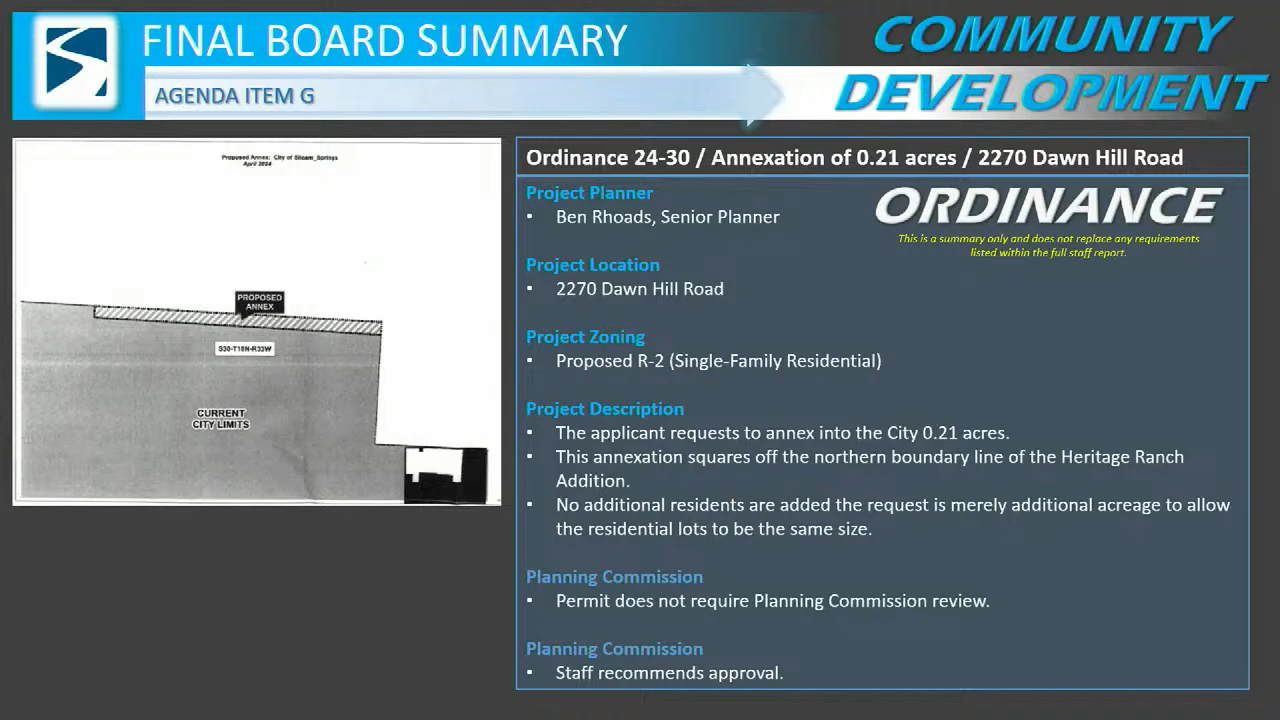 FINAL BOARD SUMMARY
AGENDA ITEM G
COMMUNITY
DEVELOPMENT
Proposed Annex: City of Siloam_Springs
April 2024
PROPOSED
ANNEX
S30-T18N-R33W
CURRENT
CITY LIMITS
Ordinance 24-30 / Annexation of 0.21 acres / 2270 Dawn Hill Road
ORDINANCE
This is a summary only and does not replace any requirements
listed within the full staff report.
Project Planner
▪ Ben Rhoads, Senior Planner
Project Location
▪ 2270 Dawn Hill Road
Project Zoning
▪ Proposed R-2 (Single-Family Residential)
Project Description
▪ The applicant requests to annex into the City 0.21 acres.
▪ This annexation squares off the northern boundary line of the Heritage Ranch
Addition.
▪ No additional residents are added the request is merely additional acreage to allow
the residential lots to be the same size.
Planning Commission
▪ Permit does not require Planning Commission review.
Planning Commission
▪ Staff recommends approval.